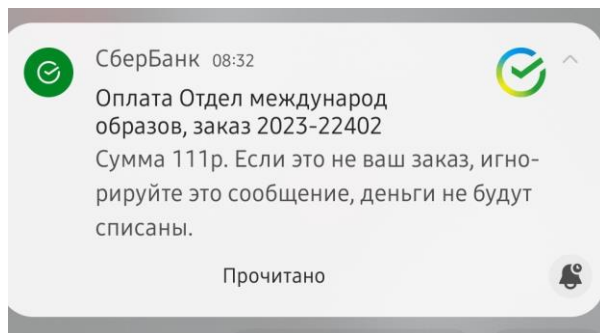 СберБанк 08:32
Оплата Отдел международ
образов, заказ 2023-22402
Сумма 111р. Если это не ваш заказ, игно-
рируйте это сообщение, деньги не будут
списаны.
Прочитано